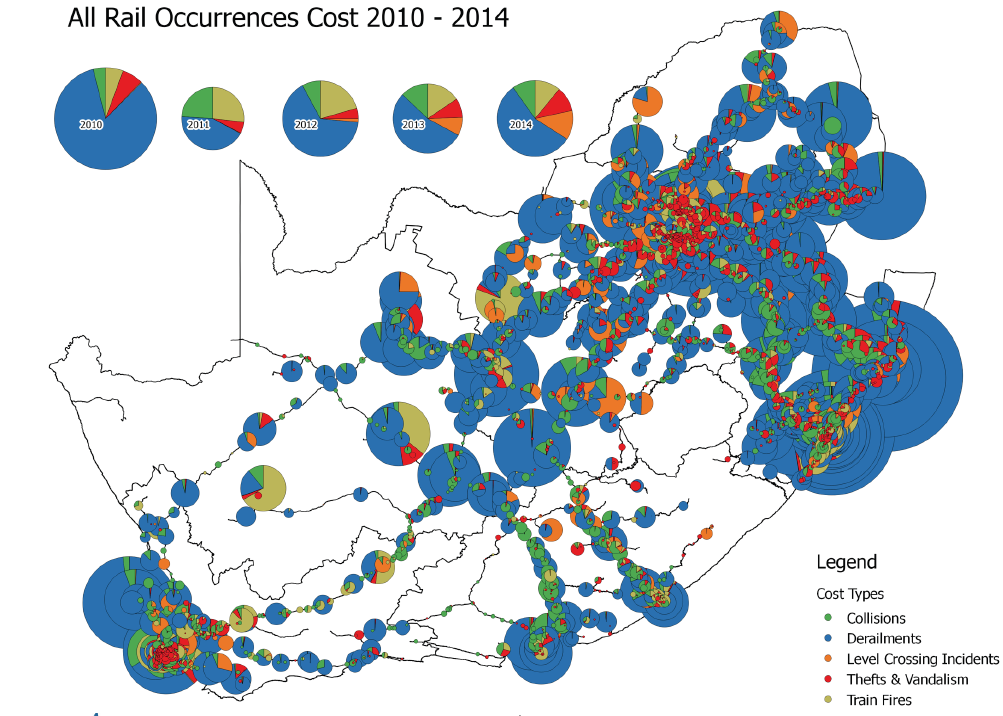 All Rail Occurrences Cost 2010 - 2014
2010
2011
2012
2013
2014
Legend
Cost Types
Collisions
Derailments
Level Crossing Incidents
Thefts & Vandalism
Train Fires